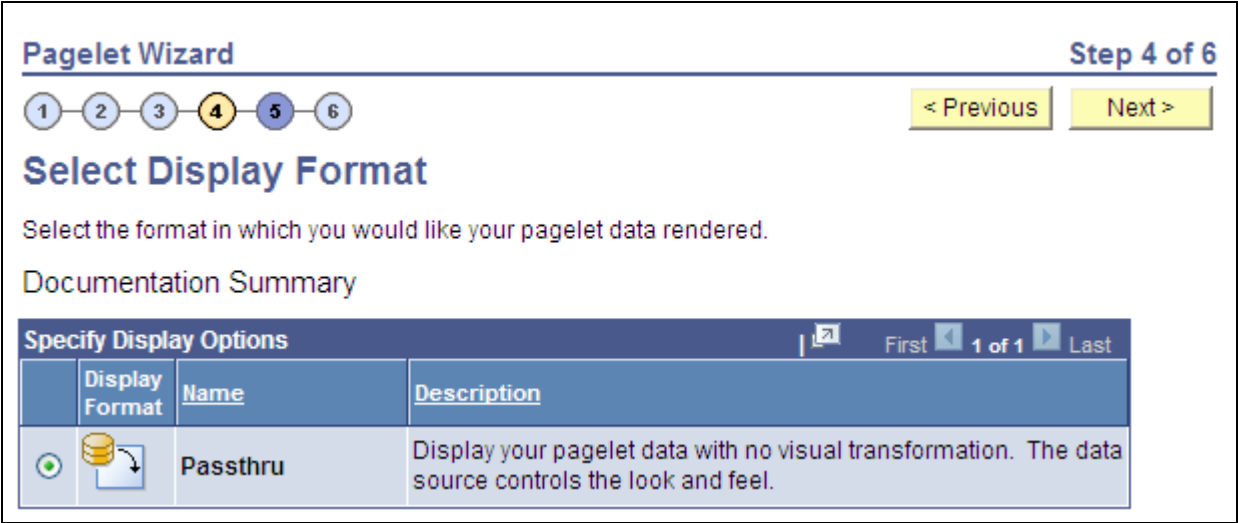 Pagelet Wizard Step 4 of 6
1 2 3 4 5 6 < Previous Next >
Select Display Format
Select the format in which you would like your pagelet data rendered.
Documentation Summary
Specify Display Options First 1 of 1 Last
Display Format Name Description
Passthru Display your pagelet data with no visual transformation. The data
source controls the look and feel.